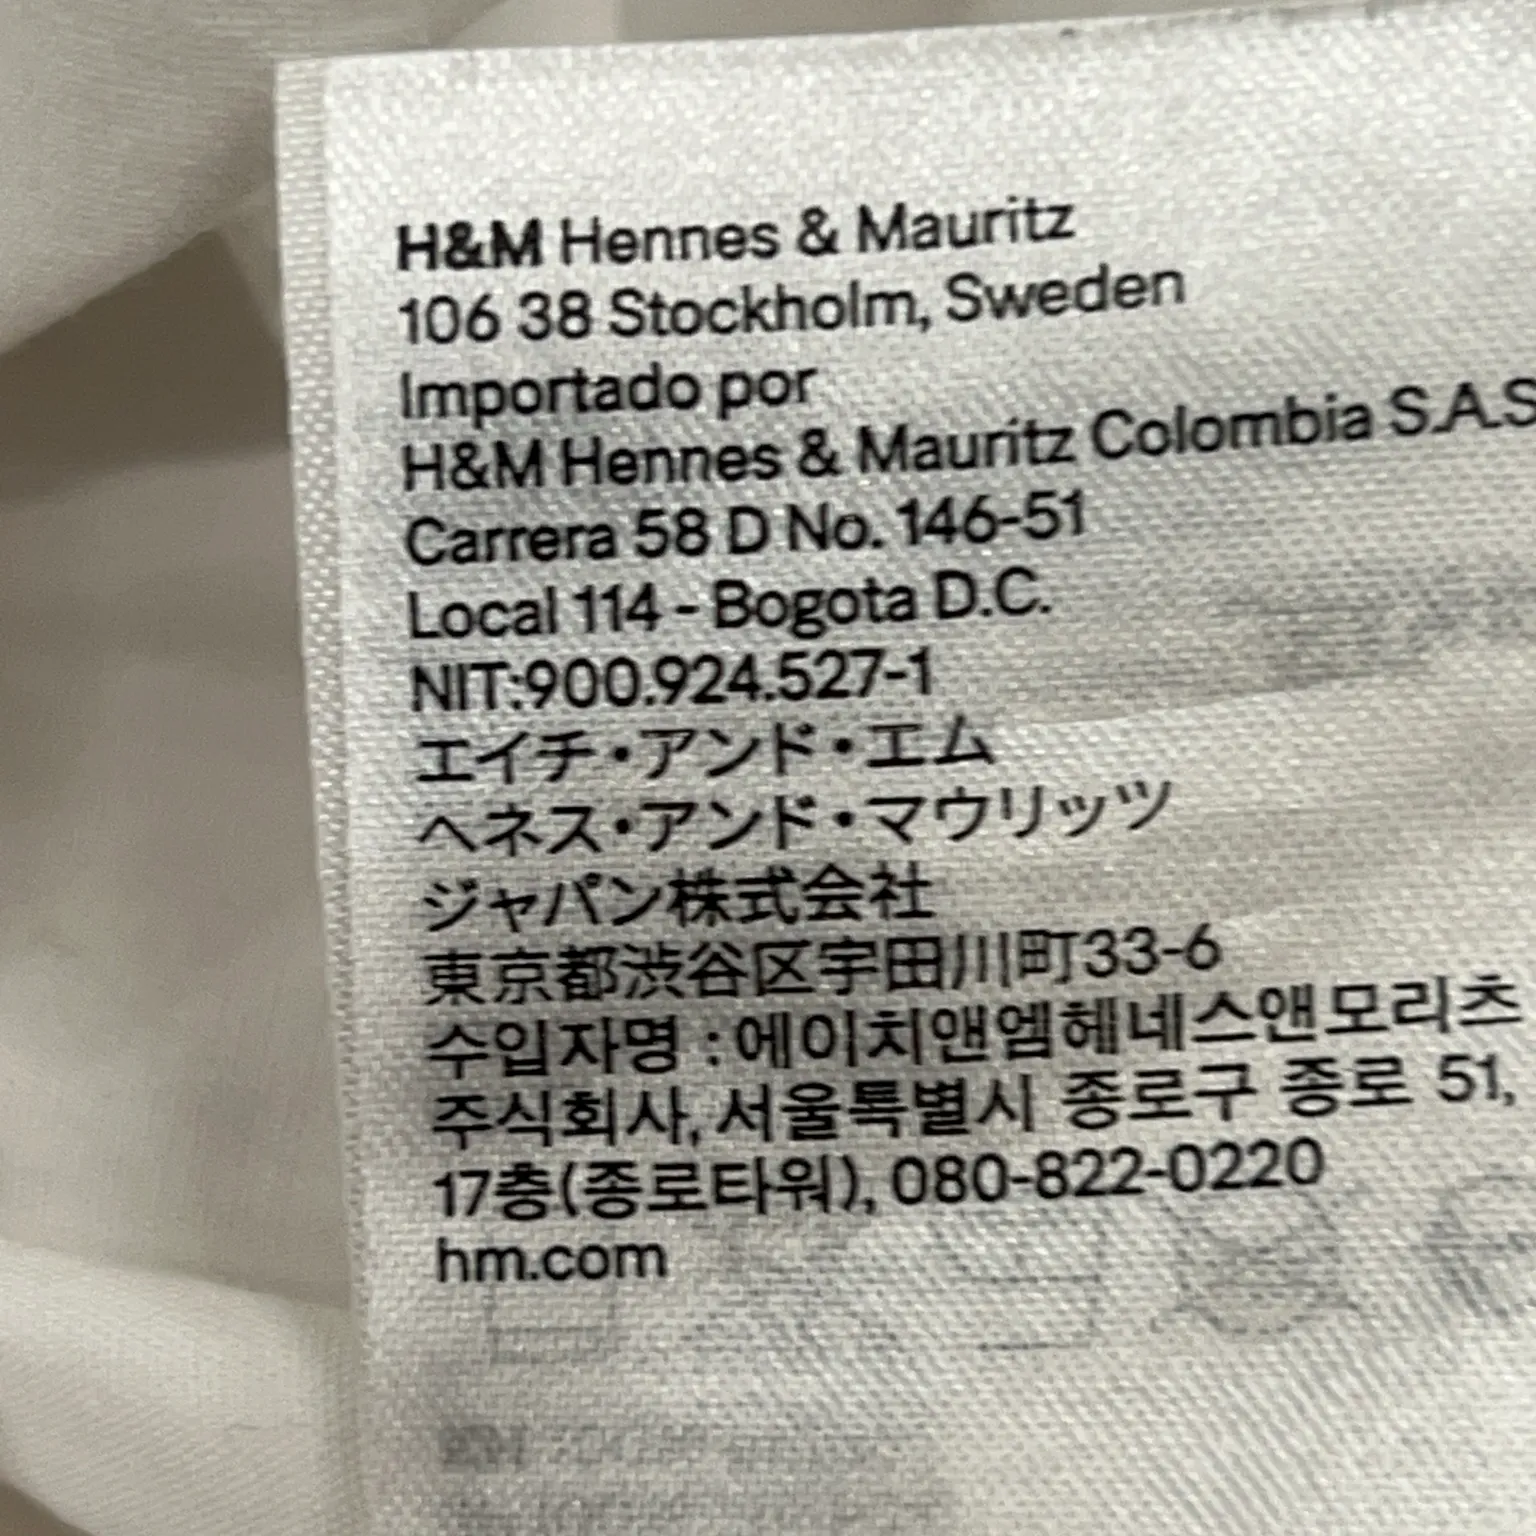 H&M Hennes & Mauritz
106 38 Stockholm, Sweden
Importado por
H&M Hennes & Mauritz Colombia S.A.S
Carrera 58 D No. 146-51
Local 114 - Bogota D.C.
NIT:900.924.527-1
エイチ・アンド・エム
ヘネス・アンド・マウリッツ
ジャパン株式会社
東京都渋谷区宇田川町33-6
수입자명 : 에이치앤엠헤네스앤모리츠
주식회사, 서울특별시 종로구 종로 51,
17층(종로타워), 080-822-0220
hm.com